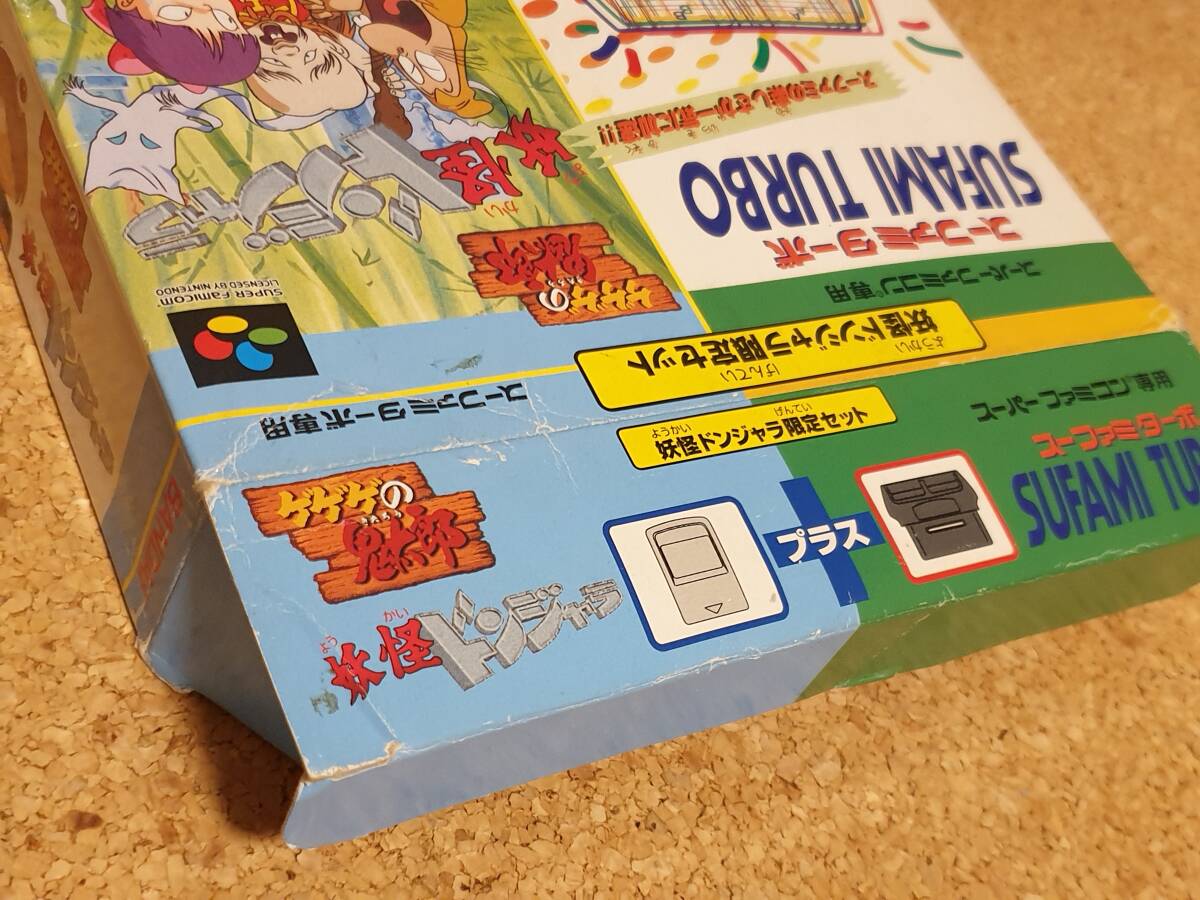 スーファミの楽しさが一気に加速!!
SUFAMI TURBO
スーファミターボ
スーパーファミコン専用
妖怪ドンジャラ
ゲゲゲの鬼太郎
SUPER FAMICOM
LICENSED BY NINTENDO
妖怪ドンジャラ限定セット
スーファミターボ専用
妖怪ドンジャラ限定セット
ゲゲゲの
鬼太郎
妖怪ドンジャラ
プラス
スーパーファミコン専用
スーファミターボ
SUFAMI TU
BANDAI